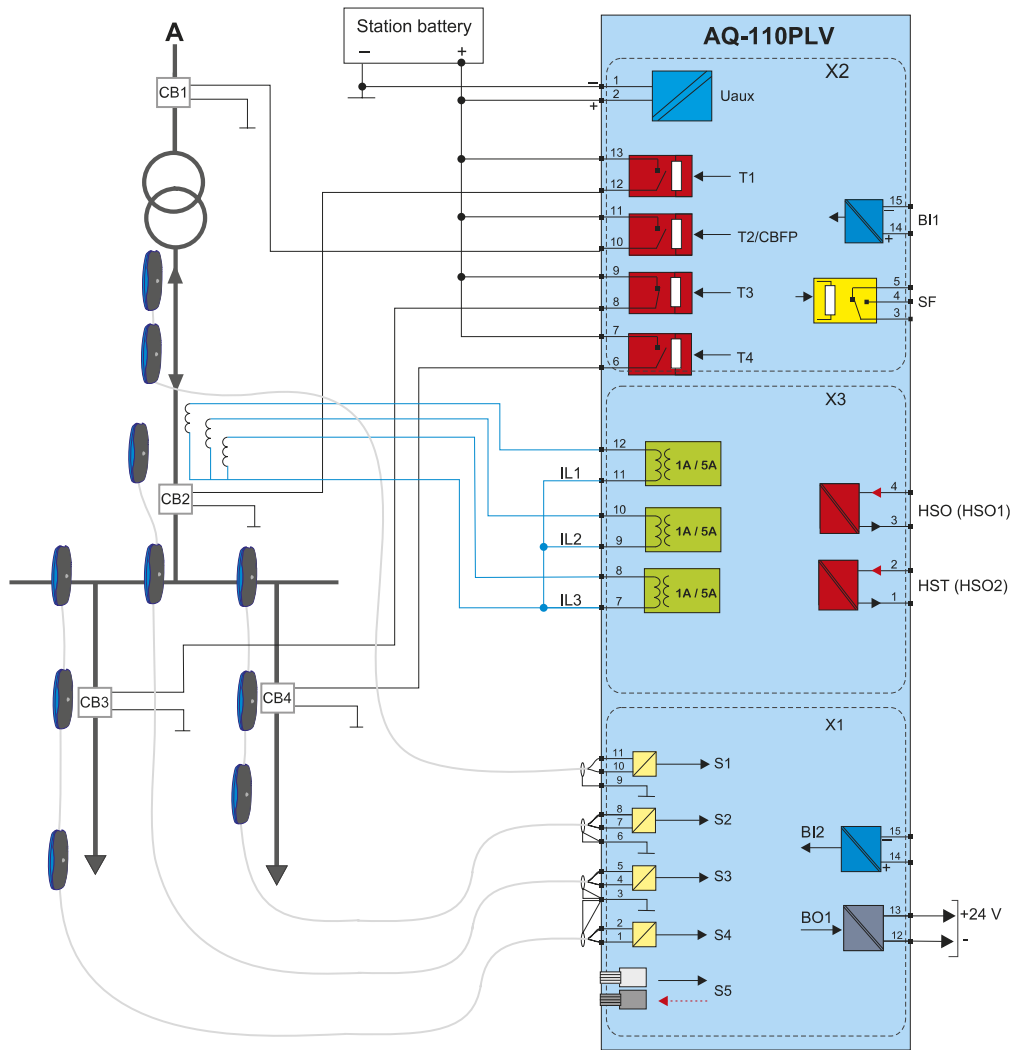 A
Station battery
− +
AQ-110PLV
X2
CB1
−
1
2
+
Uaux
13
12
T1
11
10
T2/CBFP
9
8
T3
7
6
T4
15
−
14
+
BI1
5
4
3
SF
X3
12
11
IL1
1A / 5A
10
9
IL2
1A / 5A
8
7
IL3
1A / 5A
4
3
HSO (HSO1)
2
1
HST (HSO2)
CB2
CB3
CB4
X1
11
10
9
S1
8
7
6
S2
5
4
3
S3
2
1
S4
S5
BI2
15
−
14
+
BO1
13
+24 V
12
-